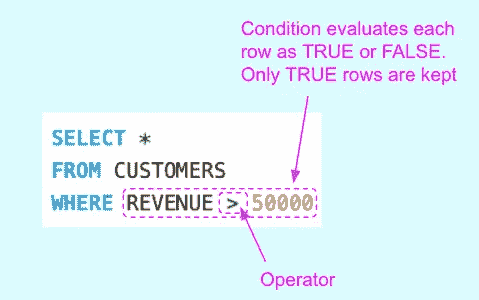 Condition evaluates each
row as TRUE or FALSE.
Only TRUE rows are kept
SELECT *
FROM CUSTOMERS
WHERE REVENUE > 50000
Operator